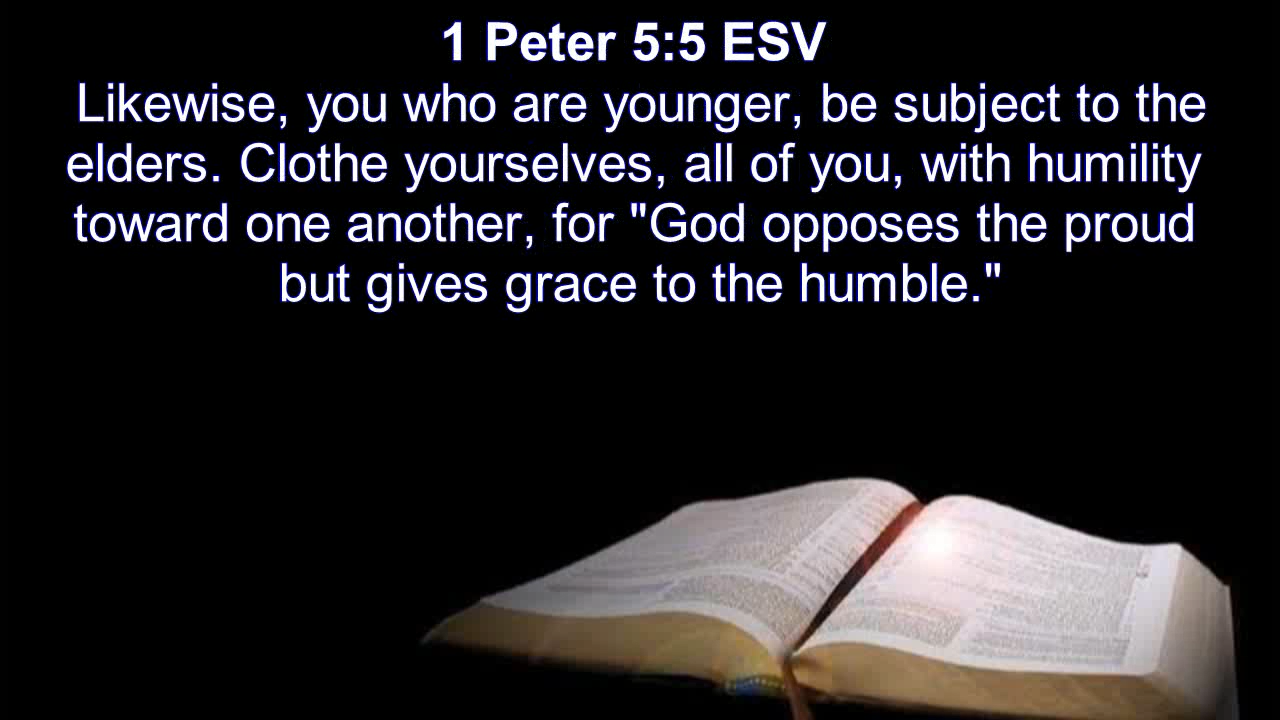 1 Peter 5:5 ESV
Likewise, you who are younger, be subject to the
elders. Clothe yourselves, all of you, with humility
toward one another, for "God opposes the proud
but gives grace to the humble."